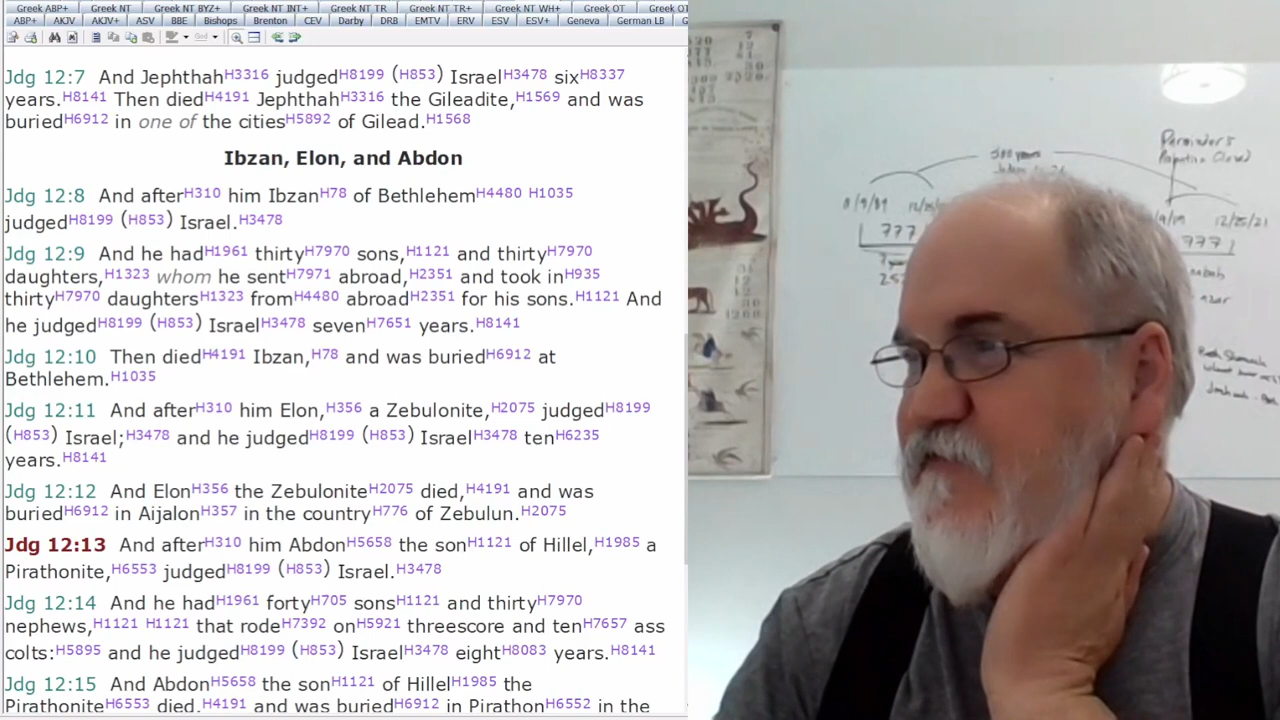 Greek ABP+ Greek NT Greek NT BYZ+ Greek NT INT+ Greek NT TR Greek NT TR+ Greek NT WH+ Greek OT Greek OT
ABP+ AKJV AKJV+ ASV BBE Bishops Brenton CEV Darby DRB EMTV ERV ESV ESV+ Geneva German LB G
Jdg 12:7 And JephthahH3316 judgedH8199 (H853) IsraelH3478 sixH8337
years.H8141 Then diedH4191 JephthahH3316 the Gileadite,H1569 and was
buriedH6912 in one of the citiesH5892 of Gilead.H1568
Ibzan, Elon, and Abdon
Jdg 12:8 And afterH310 him IbzanH78 of BethlehemH4480 H1035
judgedH8199 (H853) Israel.H3478
Jdg 12:9 And he hadH1961 thirtyH7970 sons,H1121 and thirtyH7970
daughters,H1323 whom he sentH7971 abroad,H2351 and took inH935
thirtyH7970 daughtersH1323 fromH4480 abroadH2351 for his sons.H1121 And
he judgedH8199 (H853) IsraelH3478 sevenH7651 years.H8141
Jdg 12:10 Then diedH4191 Ibzan,H78 and was buriedH6912 at
Bethlehem.H1035
Jdg 12:11 And afterH310 him Elon,H356 a Zebulonite,H2075 judgedH8199
(H853) Israel;H3478 and he judgedH8199 (H853) IsraelH3478 tenH6235
years.H8141
Jdg 12:12 And ElonH356 the ZebuloniteH2075 died,H4191 and was
buriedH6912 in AijalonH357 in the countryH776 of Zebulun.H2075
Jdg 12:13 And afterH310 him AbdonH5658 the sonH1121 of Hillel,H1985 a
Pirathonite,H6553 judgedH8199 (H853) Israel.H3478
Jdg 12:14 And he hadH1961 fortyH705 sonsH1121 and thirtyH7970
nephews,H1121 H1121 that rodeH7392 onH5921 threescore and tenH7657 ass
colts:H5895 and he judgedH8199 (H853) IsraelH3478 eightH8083 years.H8141
Jdg 12:15 And AbdonH5658 the sonH1121 of HillelH1985 the
PirathoniteH6553 died,H4191 and was buriedH6912 in PirathonH6552 in the
Closed
12/25/21
777
777